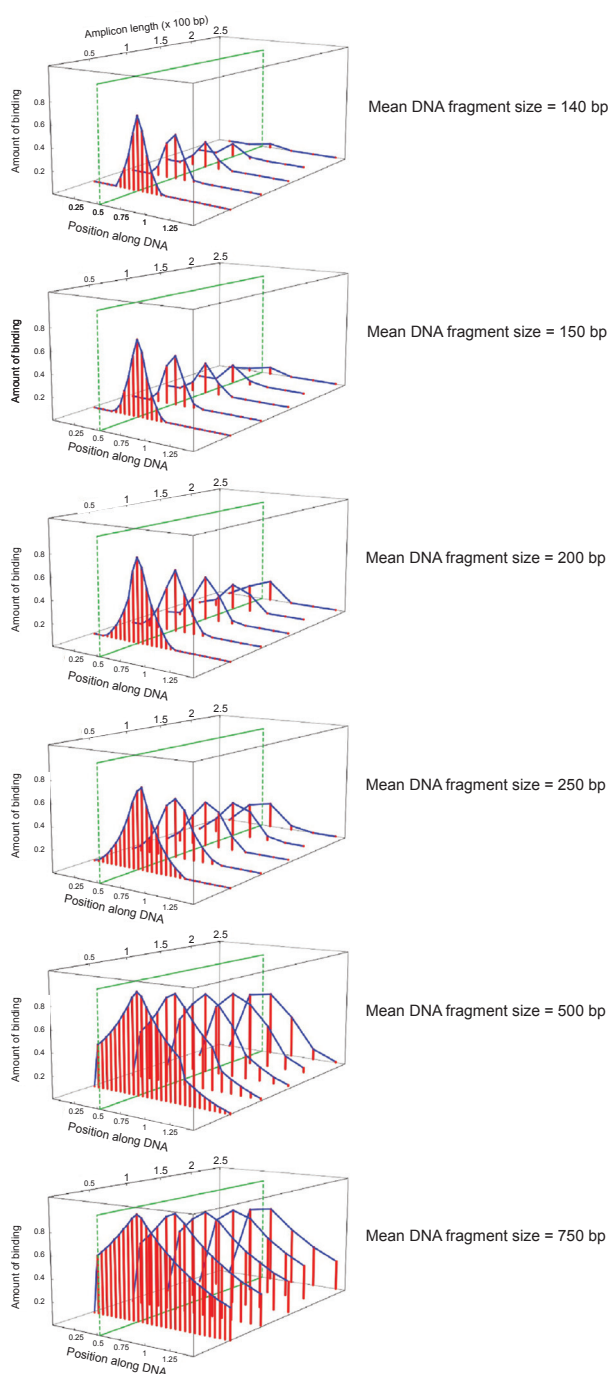 Amplicon length (x 100 bp)
0.5 1 1.5 2 2.5
Amount of binding
0.8
0.6
0.4
0.2
0.25 0.5 0.75 1 1.25
Position along DNA
Mean DNA fragment size = 140 bp
0.5 1 1.5 2 2.5
Amount of binding
0.8
0.6
0.4
0.2
0.25 0.5 0.75 1 1.25
Position along DNA
Mean DNA fragment size = 150 bp
0.5 1 1.5 2 2.5
Amount of binding
0.8
0.6
0.4
0.2
0.25 0.5 0.75 1 1.25
Position along DNA
Mean DNA fragment size = 200 bp
0.5 1 1.5 2 2.5
Amount of binding
0.8
0.6
0.4
0.2
0.25 0.5 0.75 1 1.25
Position along DNA
Mean DNA fragment size = 250 bp
0.5 1 1.5 2 2.5
Amount of binding
0.8
0.6
0.4
0.2
0.25 0.5 0.75 1 1.25
Position along DNA
Mean DNA fragment size = 500 bp
0.5 1 1.5 2 2.5
Amount of binding
0.8
0.6
0.4
0.2
0.25 0.5 0.75 1 1.25
Position along DNA
Mean DNA fragment size = 750 bp